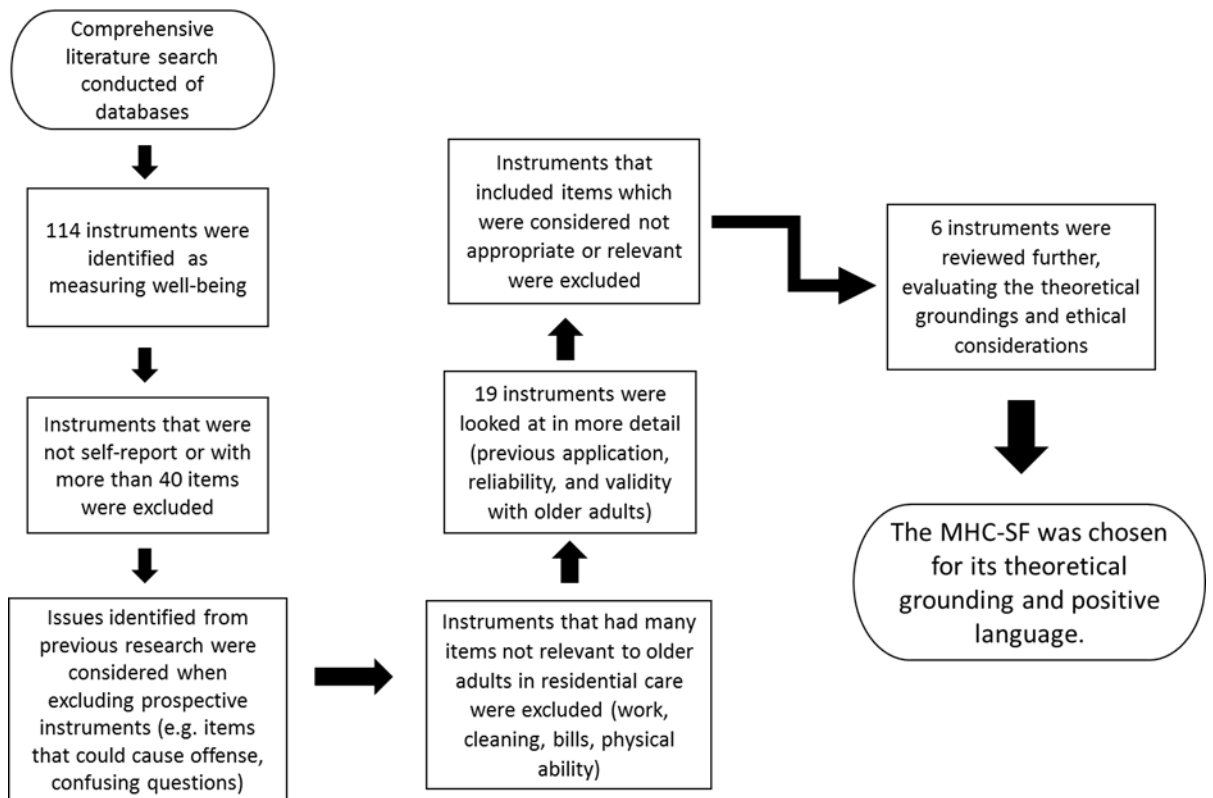 Comprehensive
literature search
conducted of
databases
114 instruments were
identified as
measuring well-being
Instruments that were
not self-report or with
more than 40 items
were excluded
Issues identified from
previous research were
considered when
excluding prospective
instruments (e.g. items
that could cause offense,
confusing questions)
Instruments that had many
items not relevant to older
adults in residential care
were excluded (work,
cleaning, bills, physical
ability)
19 instruments were
looked at in more detail
(previous application,
reliability, and validity
with older adults)
Instruments that
included items which
were considered not
appropriate or relevant
were excluded
6 instruments were
reviewed further,
evaluating the theoretical
groundings and ethical
considerations
The MHC-SF was chosen
for its theoretical
grounding and positive
language.